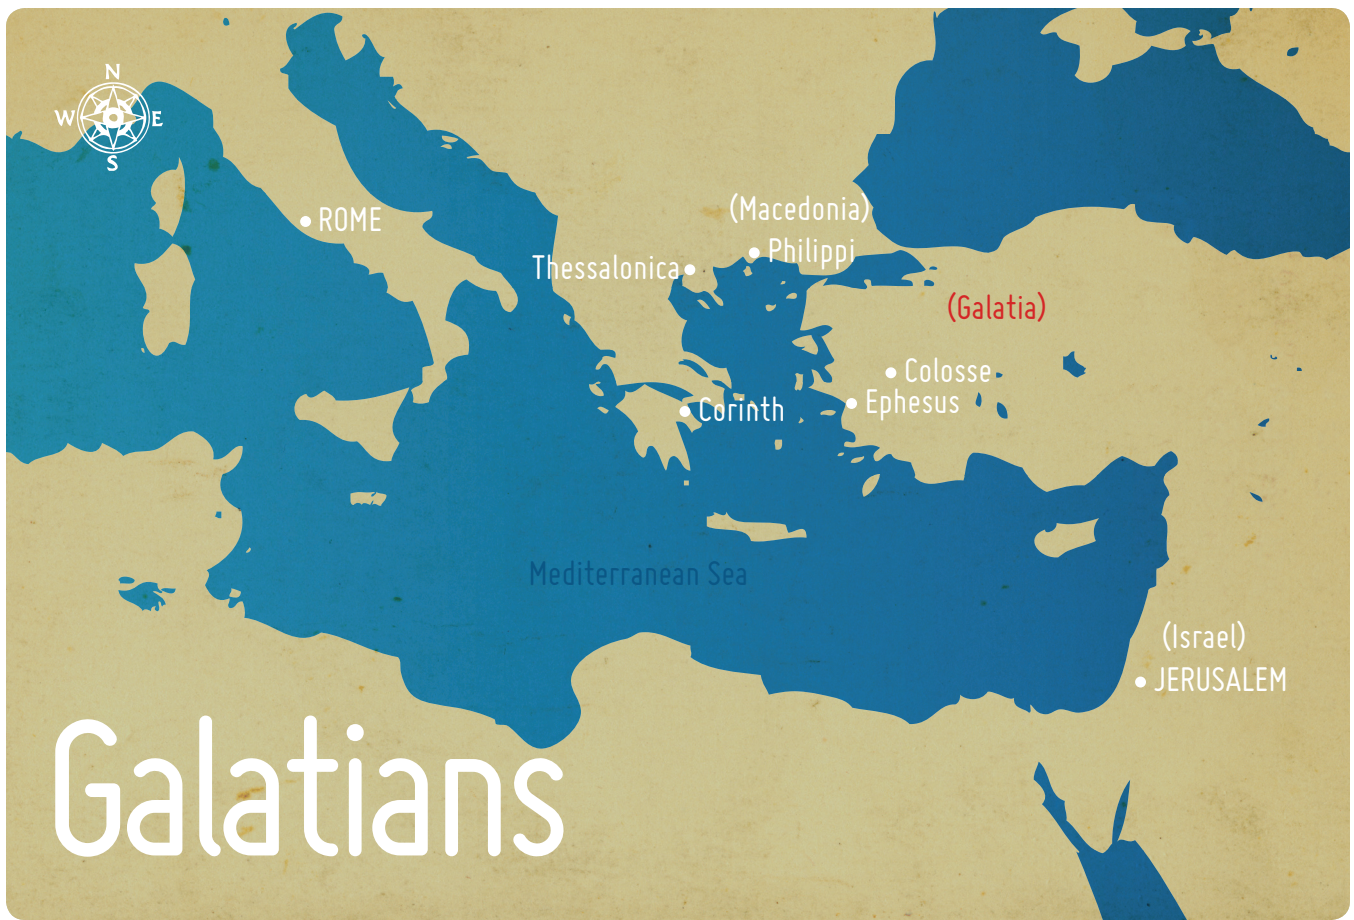 N
W E
S
ROME
(Macedonia)
Philippi
Thessalonica
(Galatia)
Colosse
Ephesus
Corinth
Mediterranean Sea
(Israel)
JERUSALEM
Galatians